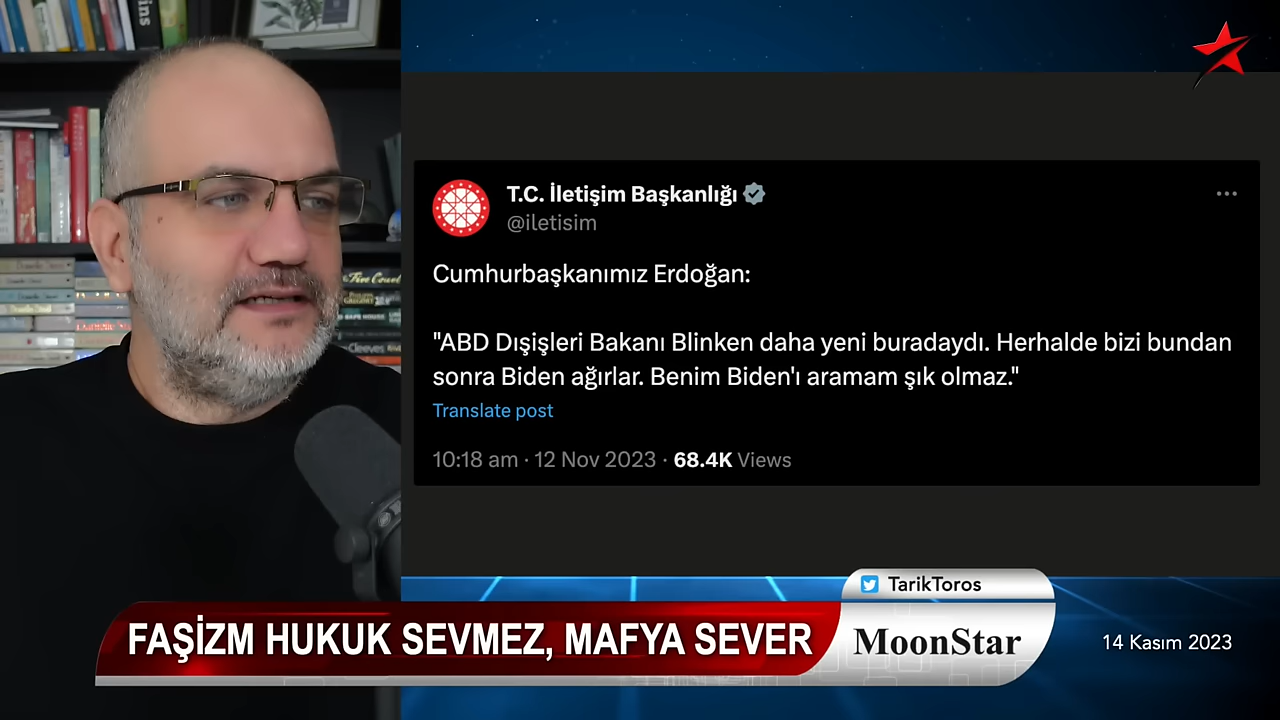 T.C. İletişim Başkanlığı
@iletisim
Cumhurbaşkanımız Erdoğan:
"ABD Dışişleri Bakanı Blinken daha yeni buradaydı. Herhalde bizi bundan
sonra Biden ağırlar. Benim Biden'ı aramam şık olmaz."
Translate post
10:18 am · 12 Nov 2023 · 68.4K Views
TarikToros
FAŞİZM HUKUK SEVMEZ, MAFYA SEVER
MoonStar
14 Kasım 2023